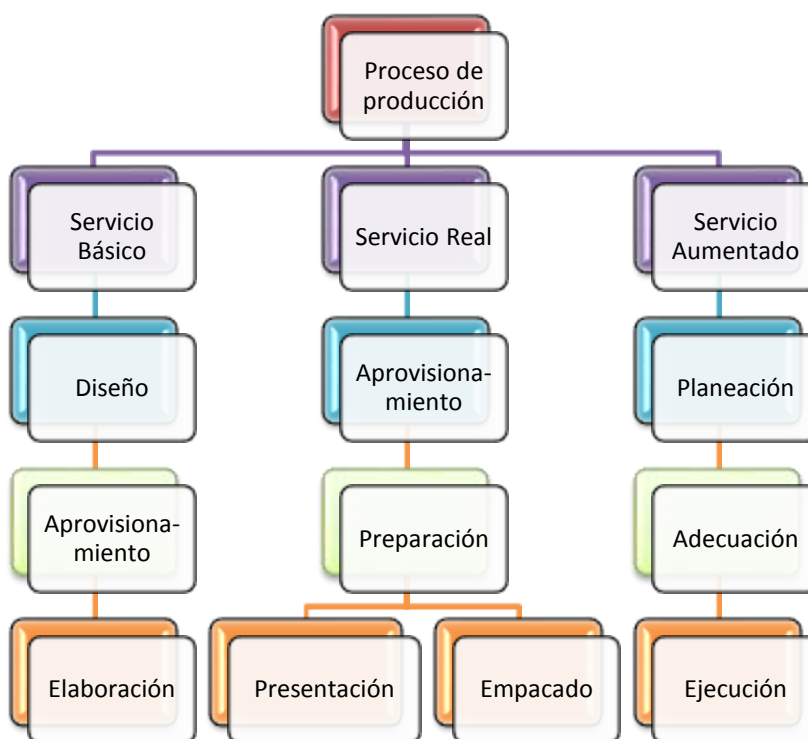 Proceso de
producción
Servicio
Básico
Servicio Real
Servicio
Aumentado
Diseño
Aprovisiona-
miento
Planeación
Aprovisiona-
miento
Preparación
Adecuación
Elaboración
Presentación
Empacado
Ejecución